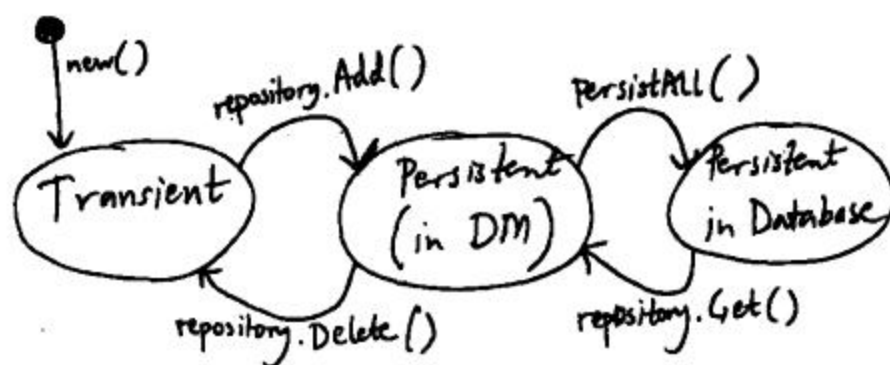 new()
repository.Add()
PersistAll()
Transient
Persistent
(in DM)
Persistent
in Database
repository.Delete()
repository.Get()